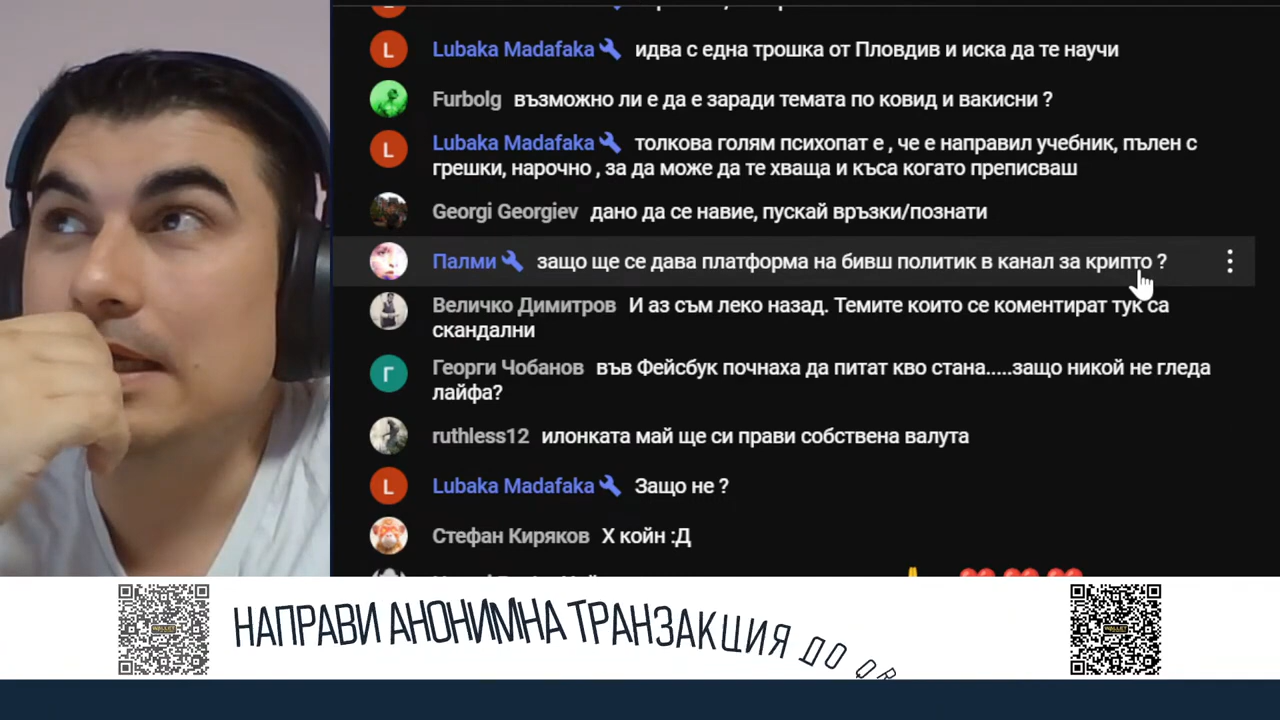 Lubaka Madafaka идва с една трошка от Пловдив и иска да те научи
Furbolg възможно ли е да е заради темата по ковид и вакисни ?
Lubaka Madafaka толкова голям психопат е , че е направил учебник, пълен с
грешки, нарочно , за да може да те хваща и къса когато преписваш
Georgi Georgiev дано да се навие, пускай връзки/познати
Палми защо ще се дава платформа на бивш политик в канал за крипто ?
Величко Димитров И аз съм леко назад. Темите които се коментират тук са
скандални
Георги Чобанов във Фейсбук почнаха да питат кво стана.....защо никой не гледа
лайфа?
ruthless12 илонката май ще си прави собствена валута
Lubaka Madafaka Защо не ?
Стефан Киряков X койн :Д
НАПРАВИ АНОНИМНА ТРАНЗАКЦИЯ ДО